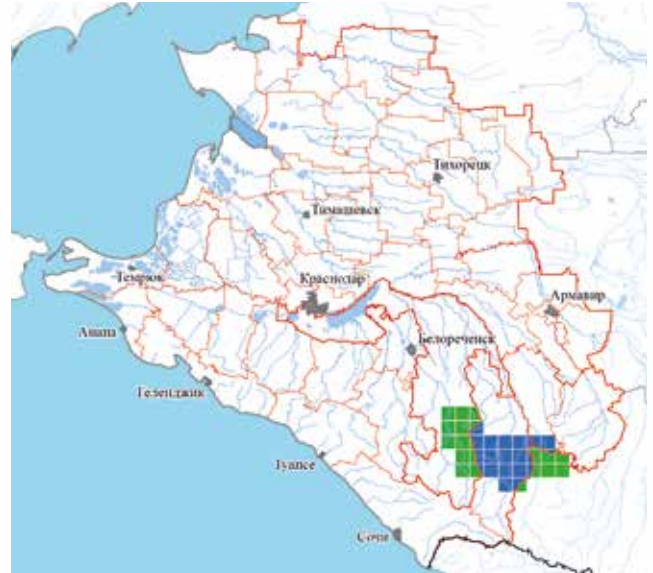 Тихорецк
Тимашевск
Темрюк
Краснодар
Армавир
Анапа
Белореченск
Геленджик
Туапсе
Сочи